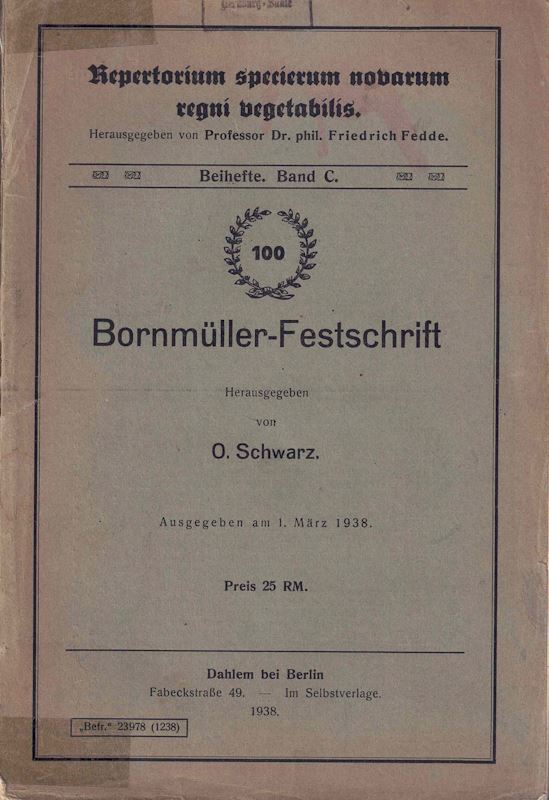 Repertorium specierum novarum
regni vegetabilis.
Herausgegeben von Professor Dr. phil. Friedrich Fedde.
Beihefte. Band C.
100
Bornmüller-Festschrift
Herausgegeben
von
O. Schwarz.
Ausgegeben am 1. März 1938.
Preis 25 RM.
Dahlem bei Berlin
Fabeckstraße 49. — Im Selbstverlage.
1938.
„Befr.“ 23978 (1238)